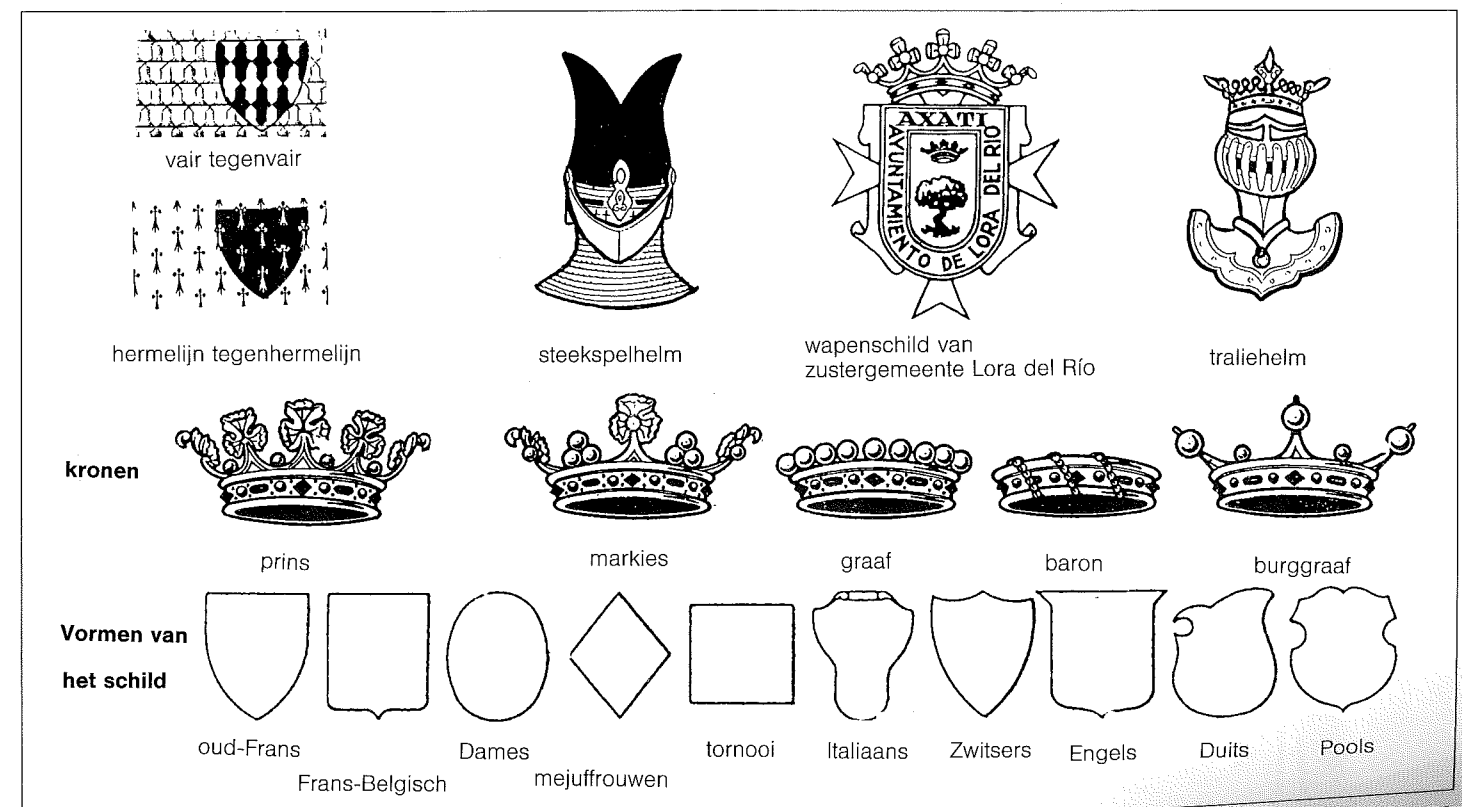 AXATI
AYUNTAMIENTO DE LORA DEL RIO
vair tegenvair
hermelijn tegenhermelijn
steekspelhelm
wapenschild van
zustergemeente Lora del Río
traliehelm
kronen
prins
markies
graaf
baron
burggraaf
Vormen van
het schild
oud-Frans
Frans-Belgisch
Dames
mejuffrouwen
tornooi
Italiaans
Zwitsers
Engels
Duits
Pools